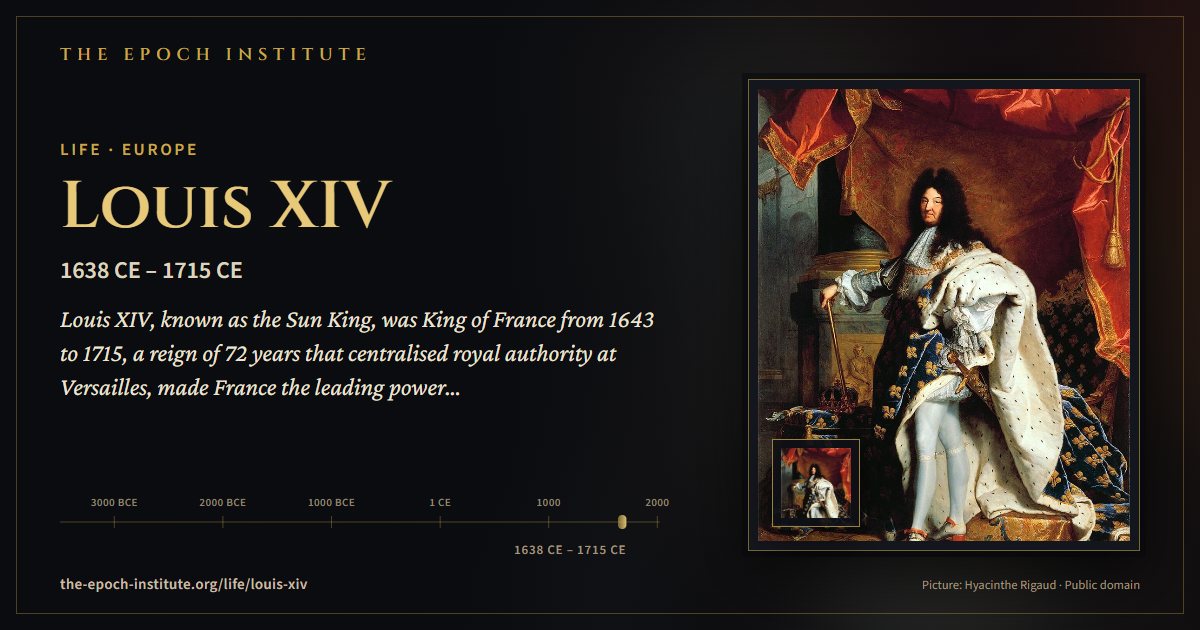 THE EPOCH INSTITUTE
LIFE · EUROPE
Louis XIV
1638 CE – 1715 CE
Louis XIV, known as the Sun King, was King of France from 1643
to 1715, a reign of 72 years that centralised royal authority at
Versailles, made France the leading power...
3000 BCE 2000 BCE 1000 BCE 1 CE 1000 2000
1638 CE – 1715 CE
the-epoch-institute.org/life/louis-xiv
Picture: Hyacinthe Rigaud · Public domain